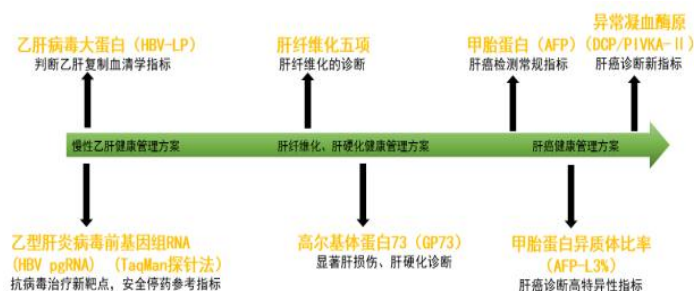 乙肝病毒大蛋白（HBV-LP）
判断乙肝复制血清学指标
肝纤维化五项
肝纤维化的诊断
甲胎蛋白（AFP）
肝癌检测常规指标
异常凝血酶原
（DCP/PIVKA-Ⅱ）
肝癌诊断新指标
慢性乙肝健康管理方案
肝纤维化、肝硬化健康管理方案
肝癌健康管理方案
乙型肝炎病毒前基因组RNA
(HBV pgRNA) （TaqMan探针法）
抗病毒治疗新靶点，安全停药参考指标
高尔基体蛋白73（GP73）
显著肝损伤、肝硬化诊断
甲胎蛋白异质体比率
(AFP-L3%)
肝癌诊断高特异性指标